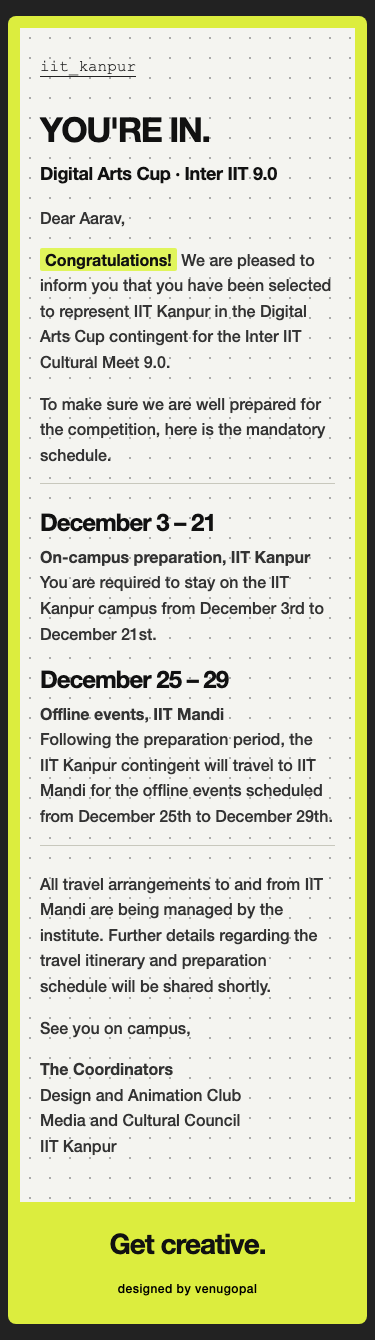 iit_kanpur
YOU'RE IN.
Digital Arts Cup · Inter IIT 9.0
Dear Aarav,
Congratulations! We are pleased to
inform you that you have been selected
to represent IIT Kanpur in the Digital
Arts Cup contingent for the Inter IIT
Cultural Meet 9.0.
To make sure we are well prepared for
the competition, here is the mandatory
schedule.
December 3 – 21
On-campus preparation, IIT Kanpur
You are required to stay on the IIT
Kanpur campus from December 3rd to
December 21st.
December 25 – 29
Offline events, IIT Mandi
Following the preparation period, the
IIT Kanpur contingent will travel to IIT
Mandi for the offline events scheduled
from December 25th to December 29th.
All travel arrangements to and from IIT
Mandi are being managed by the
institute. Further details regarding the
travel itinerary and preparation
schedule will be shared shortly.
See you on campus,
The Coordinators
Design and Animation Club
Media and Cultural Council
IIT Kanpur
Get creative.
designed by venugopal